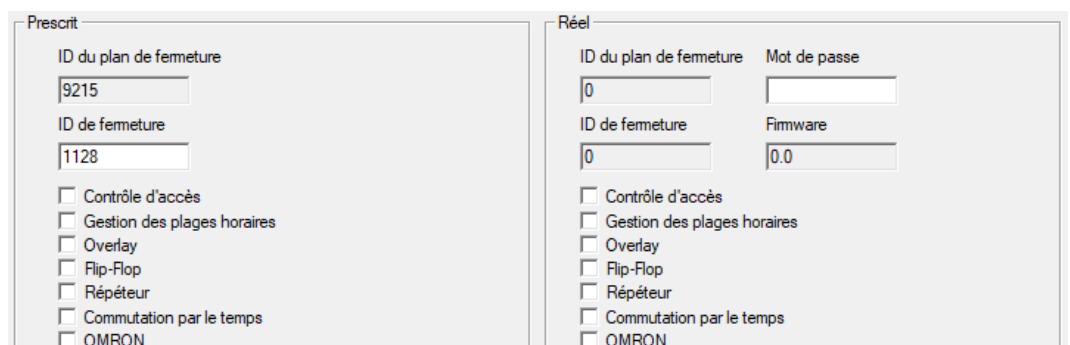 Prescrit
ID du plan de fermeture
9215
ID de fermeture
1128
Contrôle d'accès
Gestion des plages horaires
Overlay
Flip-Flop
Répéteur
Commutation par le temps
OMRON
Réel
ID du plan de fermeture Mot de passe
0
ID de fermeture Firmware
0 0.0
Contrôle d'accès
Gestion des plages horaires
Overlay
Flip-Flop
Répéteur
Commutation par le temps
OMRON